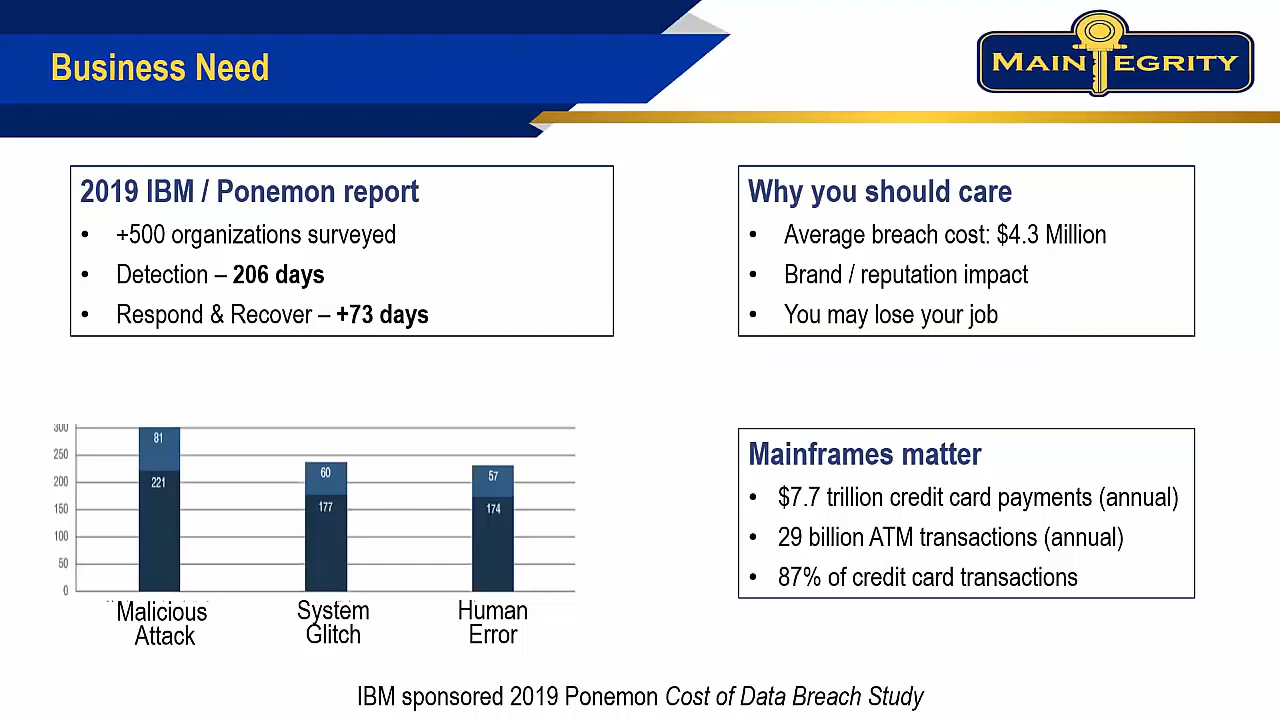 Business Need
MAINTEGRITY
2019 IBM / Ponemon report
• +500 organizations surveyed
• Detection – 206 days
• Respond & Recover – +73 days
Why you should care
• Average breach cost: $4.3 Million
• Brand / reputation impact
• You may lose your job
300
250
200
150
100
50
0
81
221
60
177
57
174
Malicious
Attack
System
Glitch
Human
Error
Mainframes matter
• $7.7 trillion credit card payments (annual)
• 29 billion ATM transactions (annual)
• 87% of credit card transactions
IBM sponsored 2019 Ponemon Cost of Data Breach Study